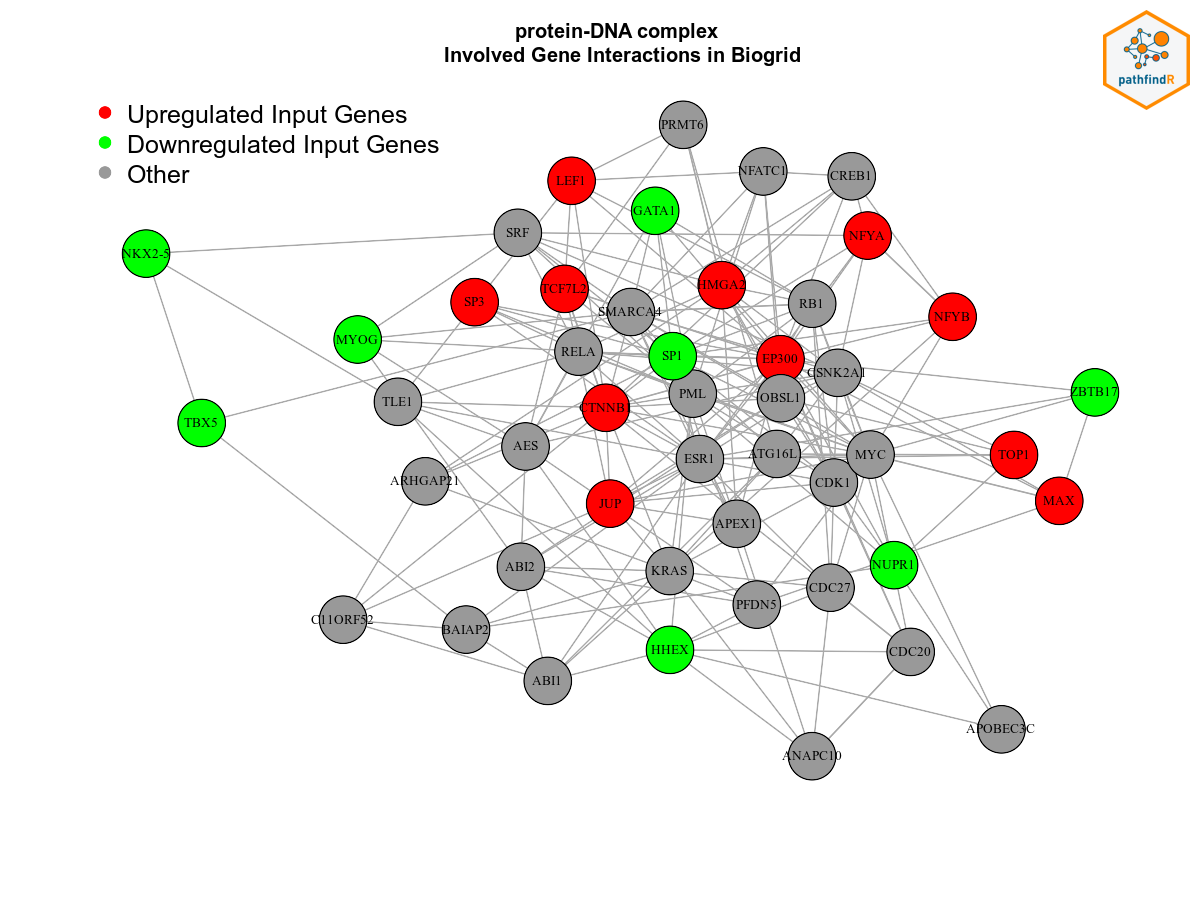 protein-DNA complex
Involved Gene Interactions in Biogrid
pathfindR
Upregulated Input Genes
Downregulated Input Genes
Other
PRMT6
NFATC1
CREB1
LEF1
GATA1
SRF
NFYA
NKX2-5
HMGA2
TCF7L2
SP3
RB1
SMARCA4
NFYB
MYOG
RELA
SP1
EP300
CSNK2A1
ZBTB17
PML
OBSL1
TLE1
CTNNB1
TBX5
AES
ESR1
ATG16L
MYC
TOP1
ARHGAP21
CDK1
MAX
JUP
APEX1
ABI2
KRAS
NUPR1
CDC27
PFDN5
C11ORF52
BAIAP2
HHEX
CDC20
ABI1
APOBEC3C
ANAPC10